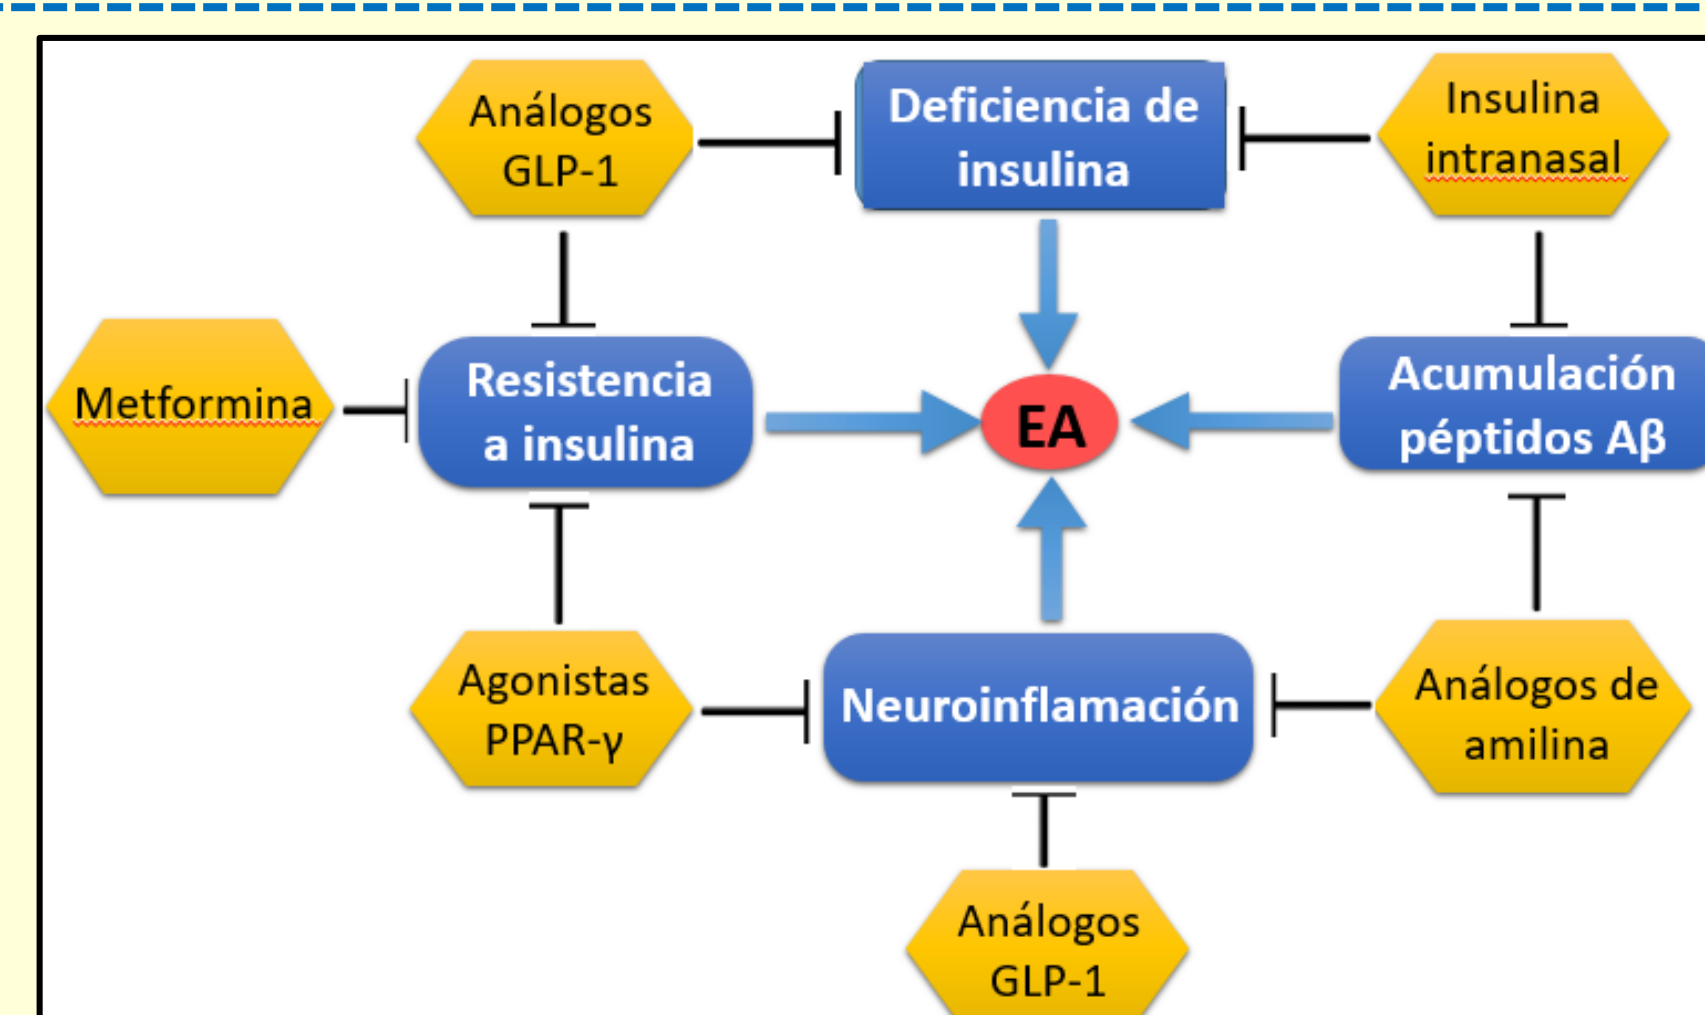 Análogos
GLP-1
Deficiencia de
insulina
Insulina
intranasal
Metformina
Resistencia
a insulina
EA
Acumulación
péptidos Aβ
Agonistas
PPAR-γ
Neuroinflamación
Análogos de
amilina
Análogos
GLP-1